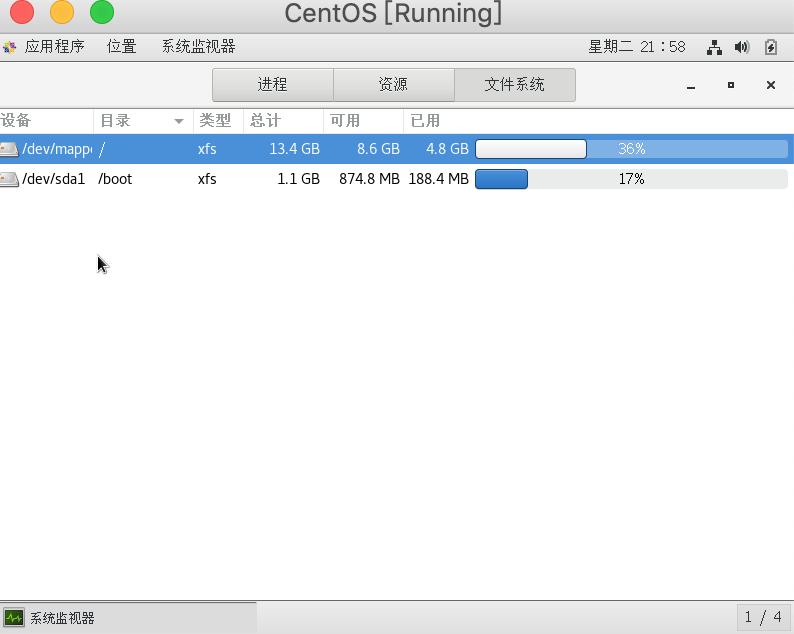 CentOS [Running]
应用程序 位置 系统监视器 星期二 21：58
进程 资源 文件系统
设备 目录 类型 总计 可用 已用
/dev/mapp / xfs 13.4 GB 8.6 GB 4.8 GB 36%
/dev/sda1 /boot xfs 1.1 GB 874.8 MB 188.4 MB 17%
系统监视器 1 / 4